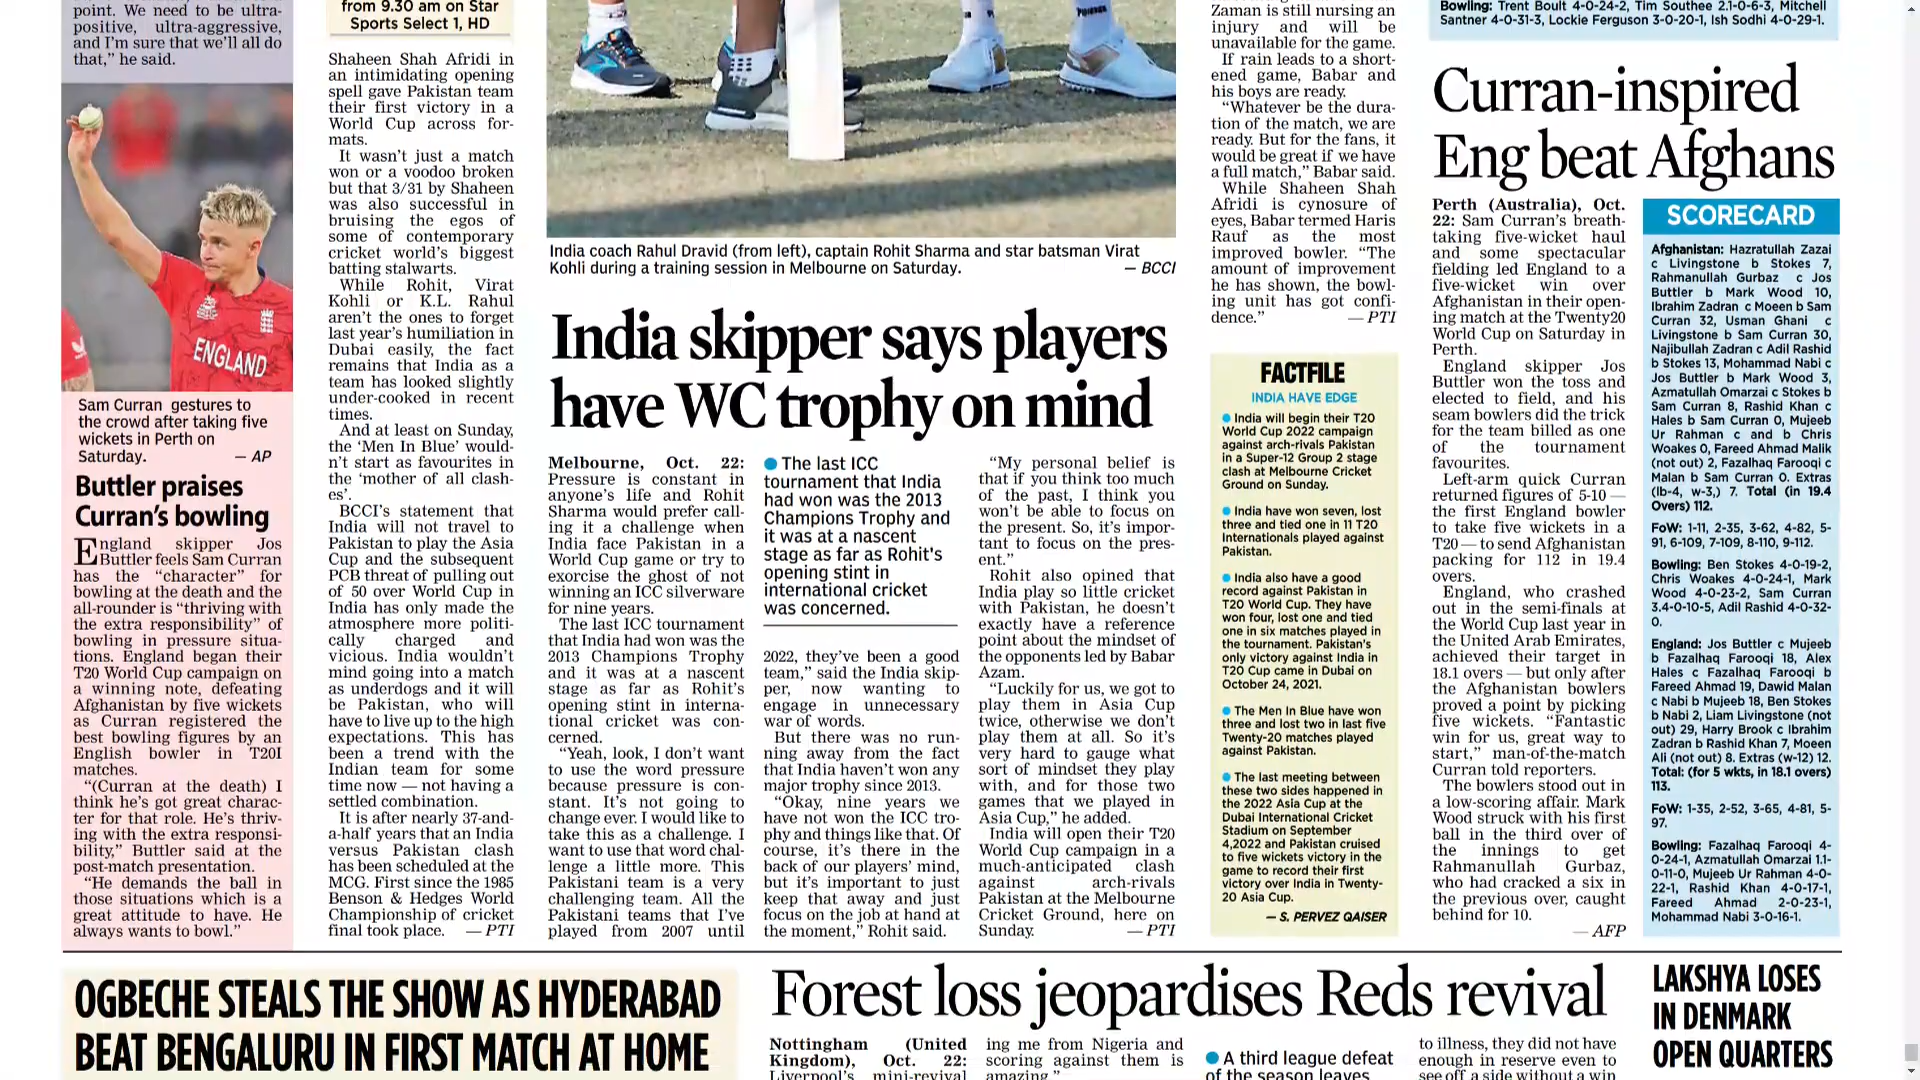 point. We need to be ultra-
positive, ultra-aggressive,
and I'm sure that we'll all do
that," he said.
ENGLAND
Sam Curran gestures to
the crowd after taking five
wickets in Perth on
Saturday. — AP
Buttler praises
Curran's bowling
England skipper Jos
Buttler feels Sam Curran
has the "character" for
bowling at the death and the
all-rounder is "thriving with
the extra responsibility" of
bowling in pressure situa-
tions. England began their
T20 World Cup campaign on
a winning note, defeating
Afghanistan by five wickets
as Curran registered the
best bowling figures by an
English bowler in T20I
matches.
"(Curran at the death) I
think he's got great charac-
ter for that role. He's thriv-
ing with the extra responsi-
bility," Buttler said at the
post-match presentation.
"He demands the ball in
those situations which is a
great attitude to have. He
always wants to bowl."
from 9.30 am on Star
Sports Select 1, HD
Shaheen Shah Afridi in
an intimidating opening
spell gave Pakistan team
their first victory in a
World Cup across for-
mats.
It wasn't just a match
won or a voodoo broken
but that 3/31 by Shaheen
was also successful in
bruising the egos of
some of contemporary
cricket world's biggest
batting stalwarts.
While Rohit, Virat
Kohli or K.L. Rahul
aren't the ones to forget
last year's humiliation in
Dubai easily, the fact
remains that India as a
team has looked slightly
under-cooked in recent
times.
And at least on Sunday,
the 'Men In Blue' would-
n't start as favourites in
the 'mother of all clash-
es'.
BCCI's statement that
India will not travel to
Pakistan to play the Asia
Cup and the subsequent
PCB threat of pulling out
of 50 over World Cup in
India has only made the
atmosphere more politi-
cally charged and
vicious. India wouldn't
mind going into a match
as underdogs and it will
be Pakistan, who will
have to live up to the high
expectations. This has
been a trend with the
Indian team for some
time now — not having a
settled combination.
It is after nearly 37-and-
a-half years that an India
versus Pakistan clash
has been scheduled at the
MCG. First since the 1985
Benson & Hedges World
Championship of cricket
final took place. — PTI
India coach Rahul Dravid (from left), captain Rohit Sharma and star batsman Virat
Kohli during a training session in Melbourne on Saturday. — BCCI
India skipper says players
have WC trophy on mind
Melbourne, Oct. 22:
Pressure is constant in
anyone's life and Rohit
Sharma would prefer call-
ing it a challenge when
India face Pakistan in a
World Cup game or try to
exorcise the ghost of not
winning an ICC silverware
for nine years.
The last ICC tournament
that India had won was the
2013 Champions Trophy
and it was at a nascent
stage as far as Rohit's
opening stint in interna-
tional cricket was con-
cerned.
"Yeah, look, I don't want
to use the word pressure
because pressure is con-
stant. It's not going to
change ever. I would like to
take this as a challenge. I
want to use that word chal-
lenge a little more. This
Pakistani team is a very
challenging team. All the
Pakistani teams that I've
played from 2007 until
● The last ICC
tournament that India
had won was the 2013
Champions Trophy and
it was at a nascent
stage as far as Rohit's
opening stint in
international cricket
was concerned.
2022, they've been a good
team," said the India skip-
per, now wanting to
engage in unnecessary
war of words.
But there was no run-
ning away from the fact
that India haven't won any
major trophy since 2013.
"Okay, nine years we
have not won the ICC tro-
phy and things like that. Of
course, it's there in the
back of our players' mind,
but it's important to just
keep that away and just
focus on the job at hand at
the moment," Rohit said.
"My personal belief is
that if you think too much
of the past, I think you
won't be able to focus on
the present. So, it's impor-
tant to focus on the pres-
ent."
Rohit also opined that
India play so little cricket
with Pakistan, he doesn't
exactly have a reference
point about the mindset of
the opponents led by Babar
Azam.
"Luckily for us, we got to
play them in Asia Cup
twice, otherwise we don't
play them at all. So it's
very hard to gauge what
sort of mindset they play
with, and for those two
games that we played in
Asia Cup," he added.
India will open their T20
World Cup campaign in a
much-anticipated clash
against arch-rivals
Pakistan at the Melbourne
Cricket Ground, here on
Sunday. — PTI
Zaman is still nursing an
injury and will be
unavailable for the game.
If rain leads to a short-
ened game, Babar and
his boys are ready.
"Whatever be the dura-
tion of the match, we are
ready. But for the fans, it
would be great if we have
a full match," Babar said.
While Shaheen Shah
Afridi is cynosure of
eyes, Babar termed Haris
Rauf as the most
improved bowler. "The
amount of improvement
he has shown, the bowl-
ing unit has got confi-
dence." — PTI
FACTFILE
INDIA HAVE EDGE
● India will begin their T20
World Cup 2022 campaign
against arch-rivals Pakistan
in a Super-12 Group 2 stage
clash at Melbourne Cricket
Ground on Sunday.
● India have won seven, lost
three and tied one in 11 T20
Internationals played against
Pakistan.
● India also have a good
record against Pakistan in
T20 World Cup. They have
won four, lost one and tied
one in six matches played in
the tournament. Pakistan's
only victory against India in
T20 Cup came in Dubai on
October 24, 2021.
● The Men In Blue have won
three and lost two in last five
Twenty-20 matches played
against Pakistan.
● The last meeting between
these two sides happened in
the 2022 Asia Cup at the
Dubai International Cricket
Stadium on September
4,2022 and Pakistan cruised
to five wickets victory in the
game to record their first
victory over India in Twenty-
20 Asia Cup.
— S. PERVEZ QAISER
Bowling: Trent Boult 4-0-24-2, Tim Southee 2.1-0-6-3, Mitchell
Santner 4-0-31-3, Lockie Ferguson 3-0-20-1, Ish Sodhi 4-0-29-1.
Curran-inspired
Eng beat Afghans
Perth (Australia), Oct.
22: Sam Curran's breath-
taking five-wicket haul
and some spectacular
fielding led England to a
five-wicket win over
Afghanistan in their open-
ing match at the Twenty20
World Cup on Saturday in
Perth.
England skipper Jos
Buttler won the toss and
elected to field, and his
seam bowlers did the trick
for the team billed as one
of the tournament
favourites.
Left-arm quick Curran
returned figures of 5-10 —
the first England bowler
to take five wickets in a
T20 — to send Afghanistan
packing for 112 in 19.4
overs.
England, who crashed
out in the semi-finals at
the World Cup last year in
the United Arab Emirates,
achieved their target in
18.1 overs — but only after
the Afghanistan bowlers
proved a point by picking
five wickets. "Fantastic
win for us, great way to
start," man-of-the-match
Curran told reporters.
The bowlers stood out in
a low-scoring affair. Mark
Wood struck with his first
ball in the third over of
the innings to get
Rahmanullah Gurbaz,
who had cracked a six in
the previous over, caught
behind for 10.
— AFP
SCORECARD
Afghanistan: Hazratullah Zazai
c Livingstone b Stokes 7,
Rahmanullah Gurbaz c Jos
Buttler b Mark Wood 10,
Ibrahim Zadran c Moeen b Sam
Curran 32, Usman Ghani c
Livingstone b Sam Curran 30,
Najibullah Zadran c Adil Rashid
b Stokes 13, Mohammad Nabi c
Jos Buttler b Mark Wood 3,
Azmatullah Omarzai c Stokes b
Sam Curran 8, Rashid Khan c
Hales b Sam Curran 0, Mujeeb
Ur Rahman c and b Chris
Woakes 0, Fareed Ahmad Malik
(not out) 2, Fazalhaq Farooqi c
Malan b Sam Curran 0. Extras
(lb-4, w-3,) 7. Total (in 19.4
Overs) 112.
FoW: 1-11, 2-35, 3-62, 4-82, 5-
91, 6-109, 7-109, 8-110, 9-112.
Bowling: Ben Stokes 4-0-19-2,
Chris Woakes 4-0-24-1, Mark
Wood 4-0-23-2, Sam Curran
3.4-0-10-5, Adil Rashid 4-0-32-
0.
England: Jos Buttler c Mujeeb
b Fazalhaq Farooqi 18, Alex
Hales c Fazalhaq Farooqi b
Fareed Ahmad 19, Dawid Malan
c Nabi b Mujeeb 18, Ben Stokes
b Nabi 2, Liam Livingstone (not
out) 29, Harry Brook c Ibrahim
Zadran b Rashid Khan 7, Moeen
Ali (not out) 8. Extras (w-12) 12.
Total: (for 5 wkts, in 18.1 overs)
113.
FoW: 1-35, 2-52, 3-65, 4-81, 5-
97.
Bowling: Fazalhaq Farooqi 4-
0-24-1, Azmatullah Omarzai 1.1-
0-11-0, Mujeeb Ur Rahman 4-0-
22-1, Rashid Khan 4-0-17-1,
Fareed Ahmad 2-0-23-1,
Mohammad Nabi 3-0-16-1.
OGBECHE STEALS THE SHOW AS HYDERABAD
BEAT BENGALURU IN FIRST MATCH AT HOME
Forest loss jeopardises Reds revival
Nottingham (United
Kingdom), Oct. 22:
Liverpool's mini-revival
ing me from Nigeria and
scoring against them is
amazing."
● A third league defeat
of the season leaves
to illness, they did not have
enough in reserve even to
see off a side without a win
LAKSHYA LOSES
IN DENMARK
OPEN QUARTERS